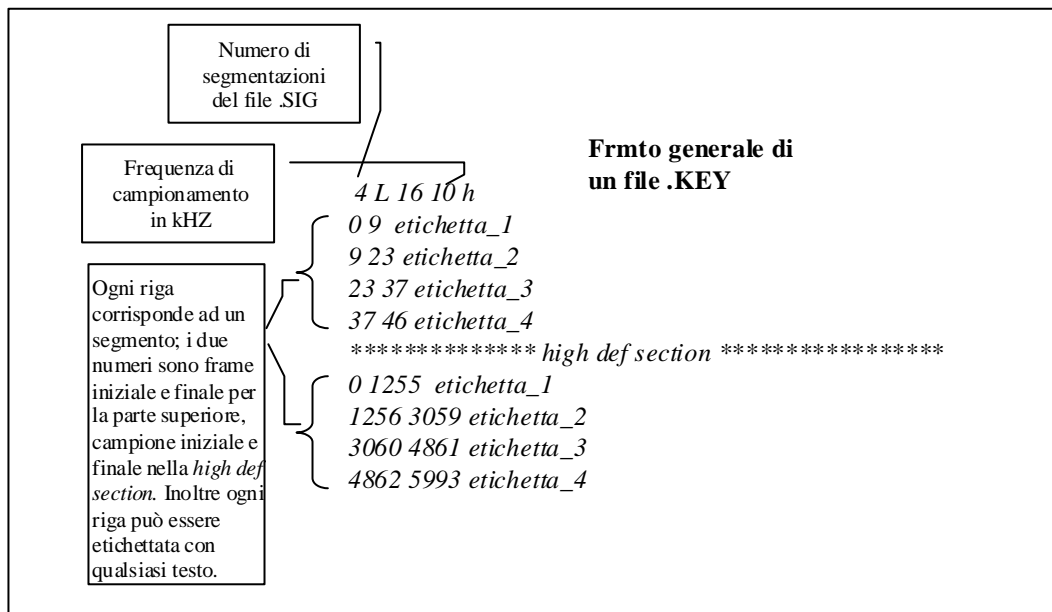 Numero di
segmentazioni
del file .SIG
Frequenza di
campionamento
in kHZ
Frmto generale di
un file .KEY
4 L 16 10 h
0 9 etichetta_1
9 23 etichetta_2
23 37 etichetta_3
37 46 etichetta_4
************** high def section *****************
0 1255 etichetta_1
1256 3059 etichetta_2
3060 4861 etichetta_3
4862 5993 etichetta_4
Ogni riga
corrisponde ad un
segmento; i due
numeri sono frame
iniziale e finale per
la parte superiore,
campione iniziale e
finale nella high def
section. Inoltre ogni
riga può essere
etichettata con
qualsiasi testo.